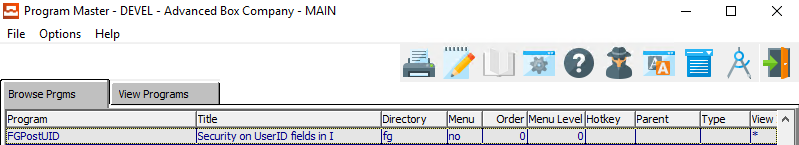 Program Master - DEVEL - Advanced Box Company - MAIN
File Options Help
Browse Prgms View Programs
Program Title Directory Menu Order Menu Level Hotkey Parent Type View
FGPostUID Security on UserID fields in I fg no 0 0 *